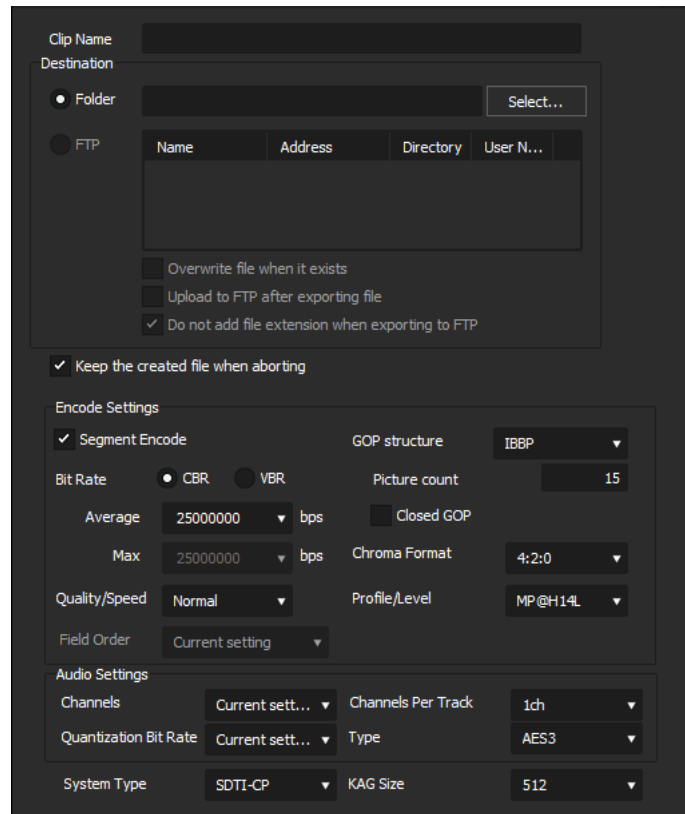 Clip Name
Destination
Folder Select...
FTP Name Address Directory User N...
Overwrite file when it exists
Upload to FTP after exporting file
Do not add file extension when exporting to FTP
Keep the created file when aborting
Encode Settings
Segment Encode GOP structure IBBP
Bit Rate CBR VBR Picture count 15
Average 25000000 bps Closed GOP
Max 25000000 bps Chroma Format 4:2:0
Quality/Speed Normal Profile/Level MP@H14L
Field Order Current setting
Audio Settings
Channels Current sett... Channels Per Track 1ch
Quantization Bit Rate Current sett... Type AES3
System Type SDTI-CP KAG Size 512